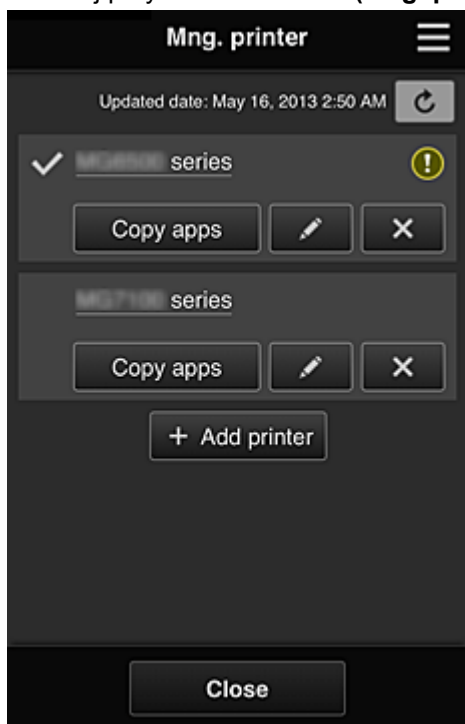 Mng. printer
Updated date: May 16, 2013 2:50 AM
series
Copy apps
series
Copy apps
+ Add printer
Close